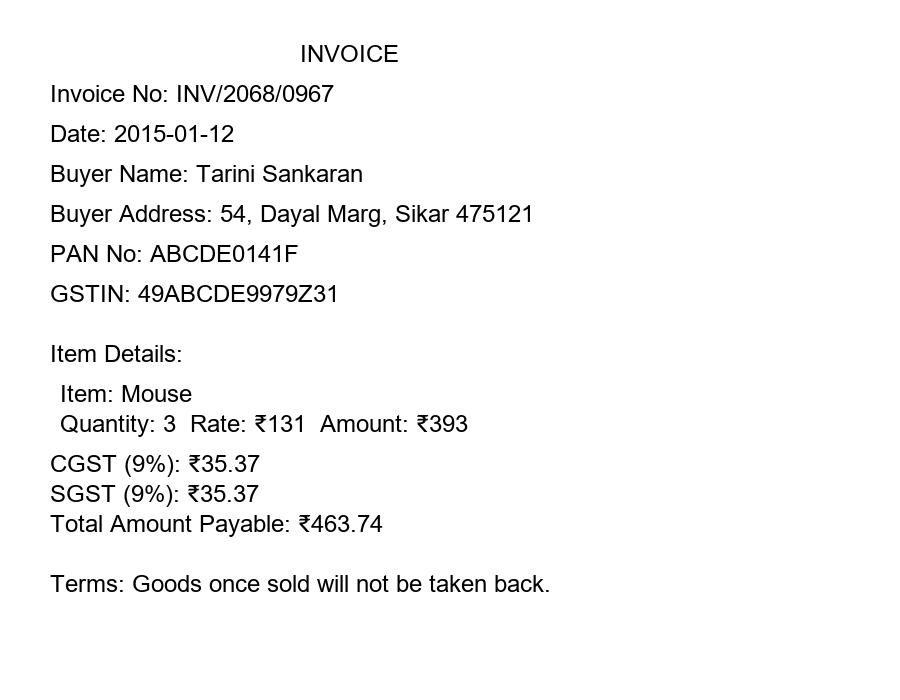 INVOICE
Invoice No: INV/2068/0967
Date: 2015-01-12
Buyer Name: Tarini Sankaran
Buyer Address: 54, Dayal Marg, Sikar 475121
PAN No: ABCDE0141F
GSTIN: 49ABCDE9979Z31
Item Details:
Item: Mouse
Quantity: 3  Rate: ₹131  Amount: ₹393
CGST (9%): ₹35.37
SGST (9%): ₹35.37
Total Amount Payable: ₹463.74
Terms: Goods once sold will not be taken back.